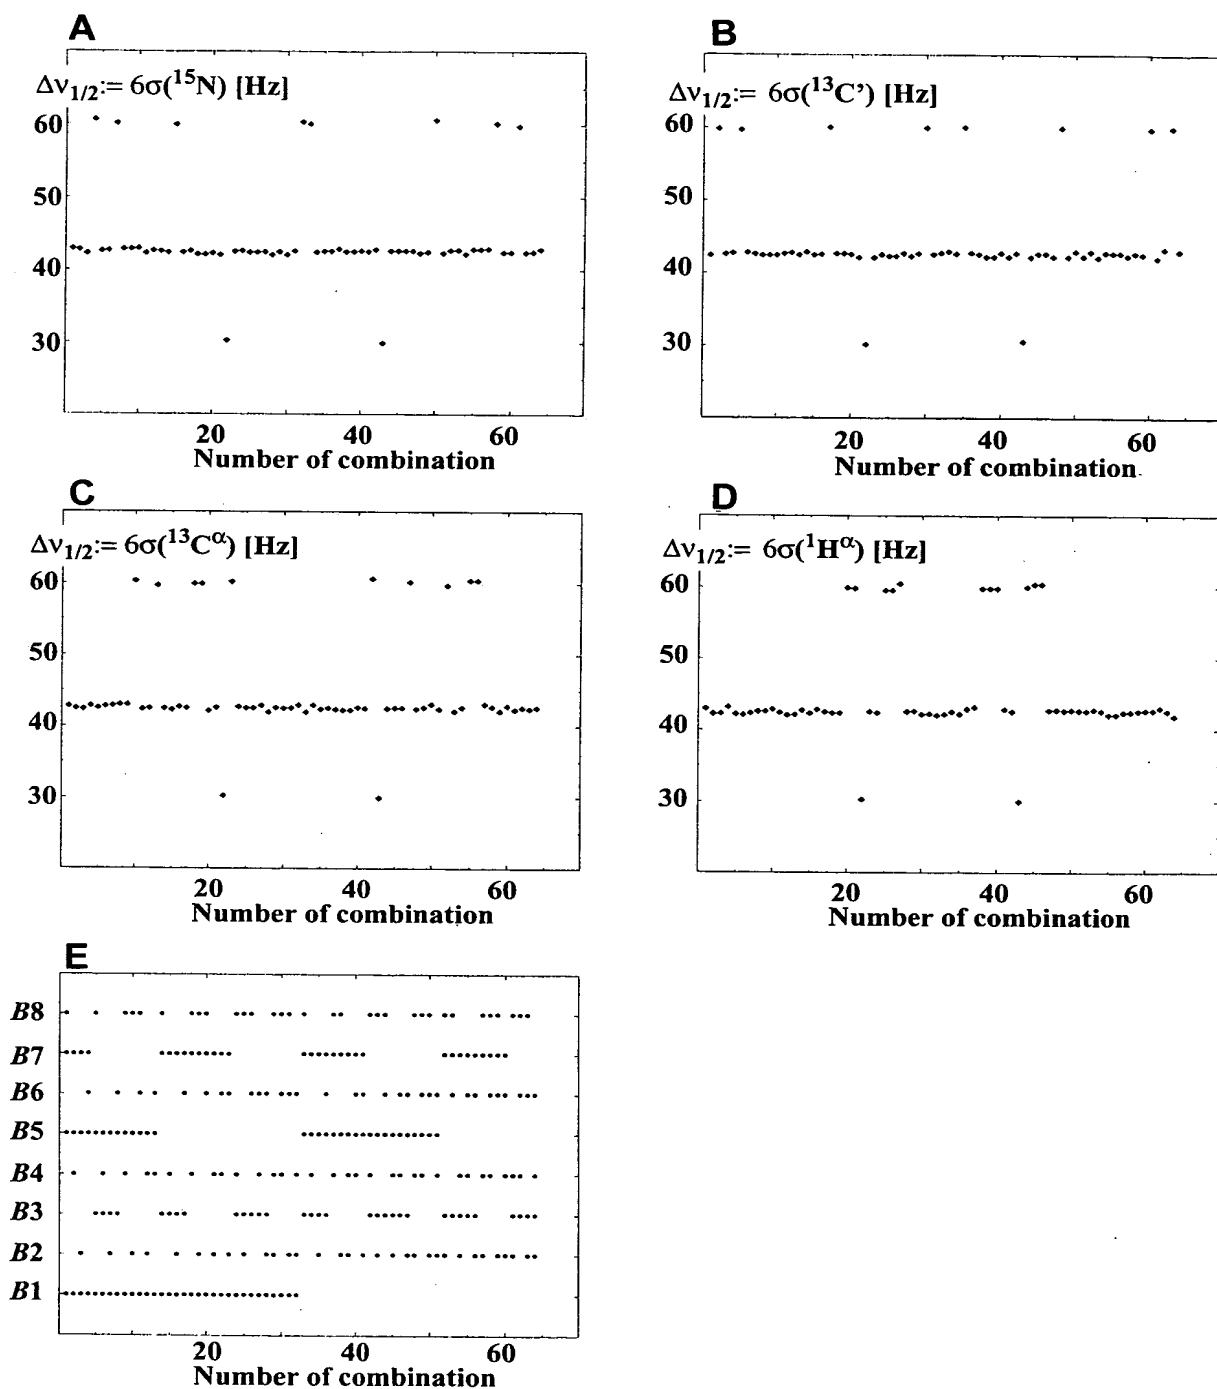 A
Δν1/2:= 6σ(15N) [Hz]
60
50
40
30
20 40 60
Number of combination
B
Δν1/2:= 6σ(13C') [Hz]
60
50
40
30
20 40 60
Number of combination
C
Δν1/2:= 6σ(13Cα) [Hz]
60
50
40
30
20 40 60
Number of combination
D
Δν1/2:= 6σ(1Hα) [Hz]
60
50
40
30
20 40 60
Number of combination
E
B8
B7
B6
B5
B4
B3
B2
B1
20 40 60
Number of combination